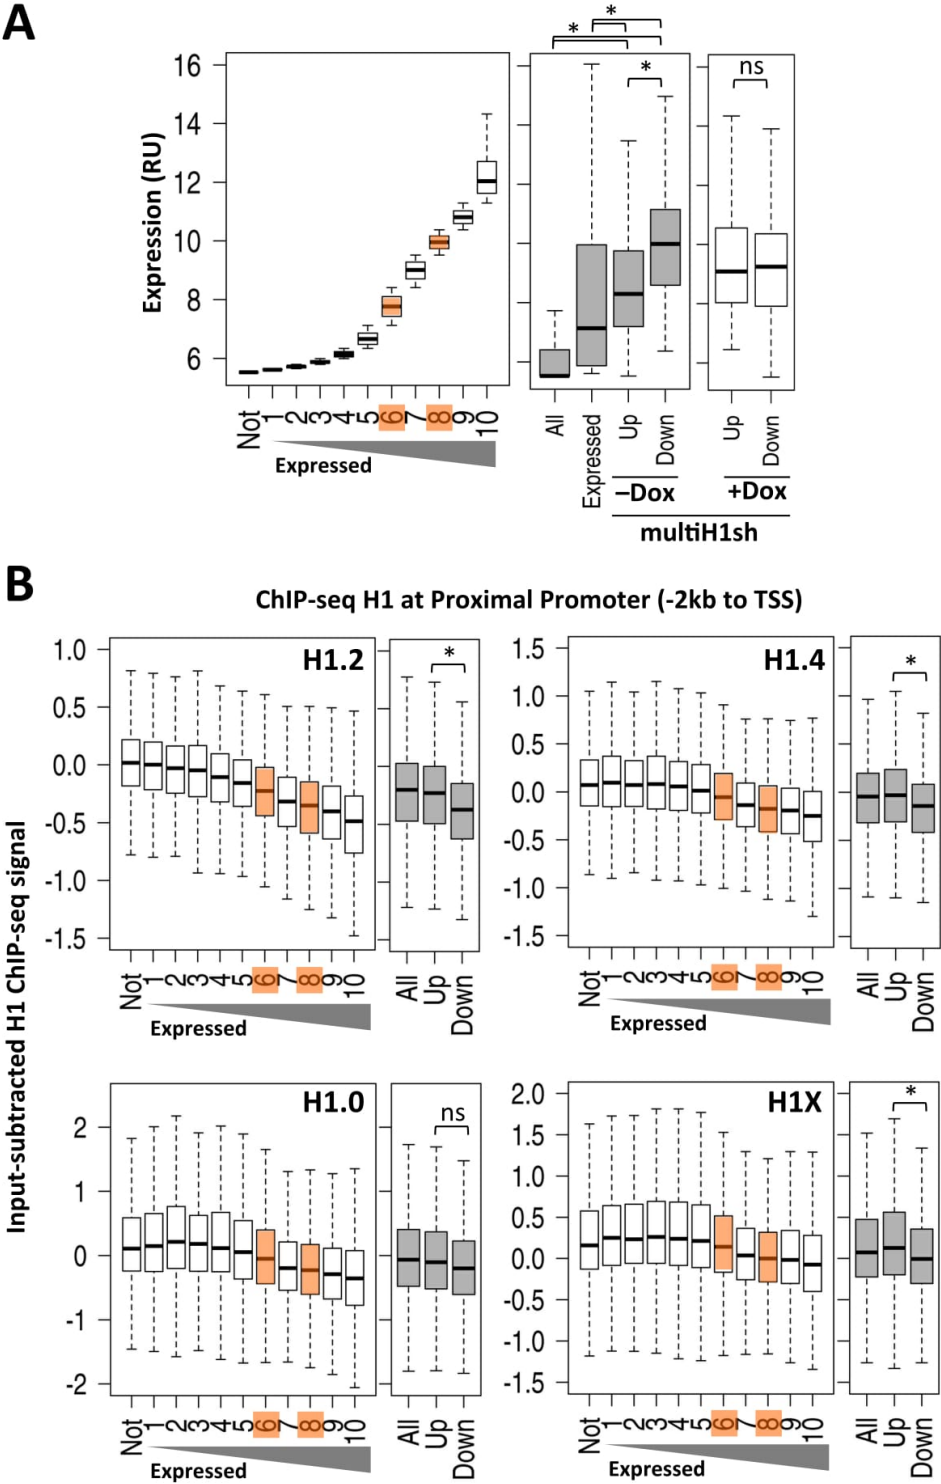 A
Expression (RU)
16
14
12
10
8
6
Not 1 2 3 4 5 6 7 8 9 10
Expressed
* * *
ns
All Expressed Up Down Up Down
–Dox +Dox
multiH1sh
B
ChIP-seq H1 at Proximal Promoter (-2kb to TSS)
Input-subtracted H1 ChIP-seq signal
H1.2
1.0
0.5
0.0
-0.5
-1.0
-1.5
Not 1 2 3 4 5 6 7 8 9 10
Expressed
*
All Up Down
H1.4
1.5
1.0
0.5
0.0
-0.5
-1.0
-1.5
Not 1 2 3 4 5 6 7 8 9 10
Expressed
*
All Up Down
H1.0
2
1
0
-1
-2
Not 1 2 3 4 5 6 7 8 9 10
Expressed
ns
All Up Down
H1X
2.0
1.5
1.0
0.5
0.0
-0.5
-1.0
-1.5
Not 1 2 3 4 5 6 7 8 9 10
Expressed
*
All Up Down